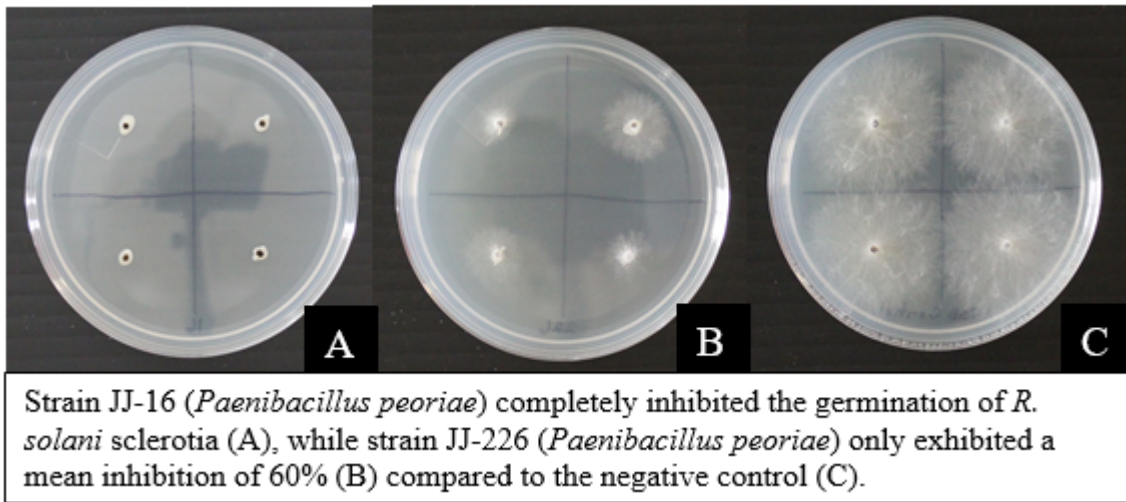 A
B
C
Strain JJ-16 (Paenibacillus peoriae) completely inhibited the germination of R.
solani sclerotia (A), while strain JJ-226 (Paenibacillus peoriae) only exhibited a
mean inhibition of 60% (B) compared to the negative control (C).